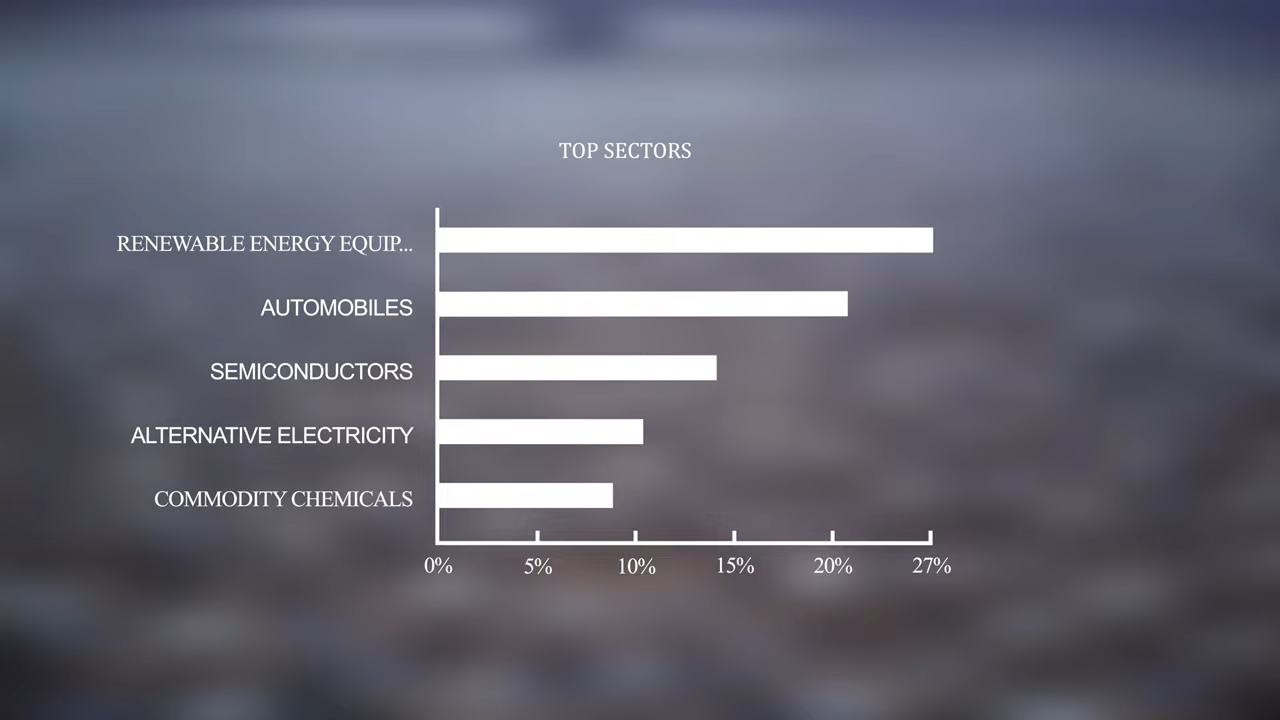 TOP SECTORS
RENEWABLE ENERGY EQUIP...
AUTOMOBILES
SEMICONDUCTORS
ALTERNATIVE ELECTRICITY
COMMODITY CHEMICALS
0% 5% 10% 15% 20% 27%